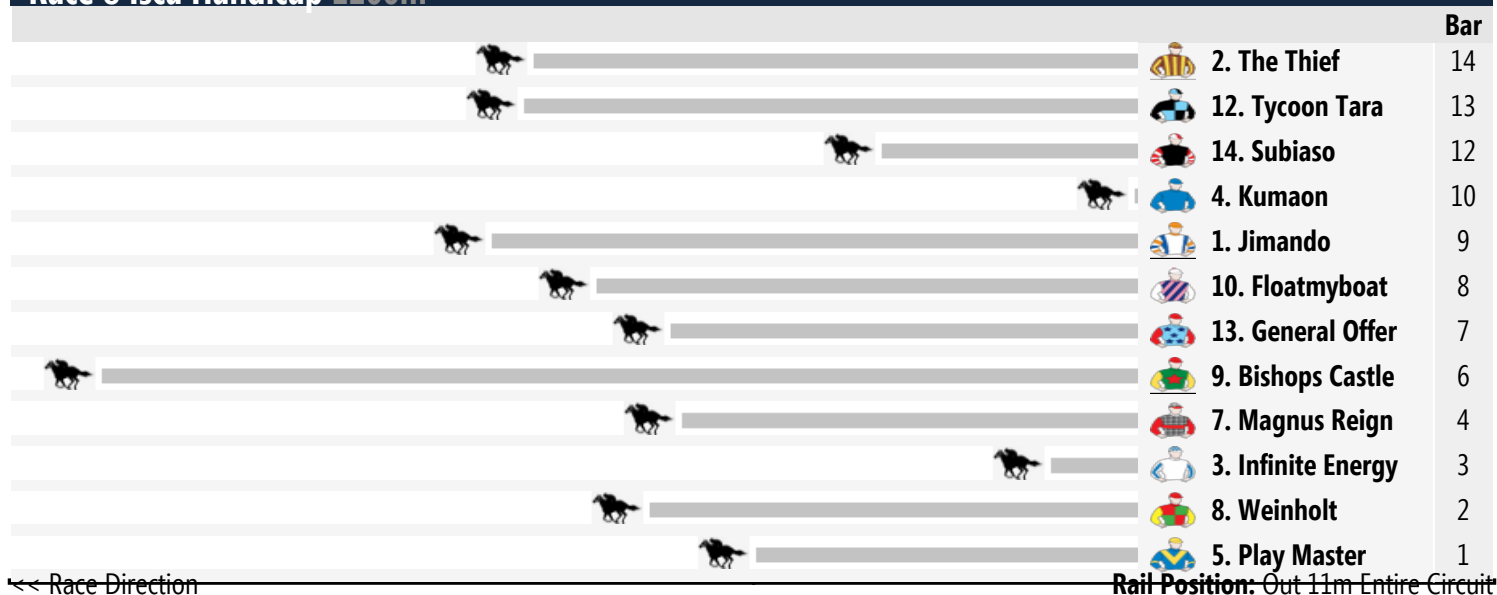 Bar
2. The Thief 14
12. Tycoon Tara 13
14. Subiaso 12
4. Kumaon 10
1. Jimando 9
10. Floatmyboat 8
13. General Offer 7
9. Bishops Castle 6
7. Magnus Reign 4
3. Infinite Energy 3
8. Weinholt 2
5. Play Master 1
<< Race Direction Rail Position: Out 11m Entire Circuit